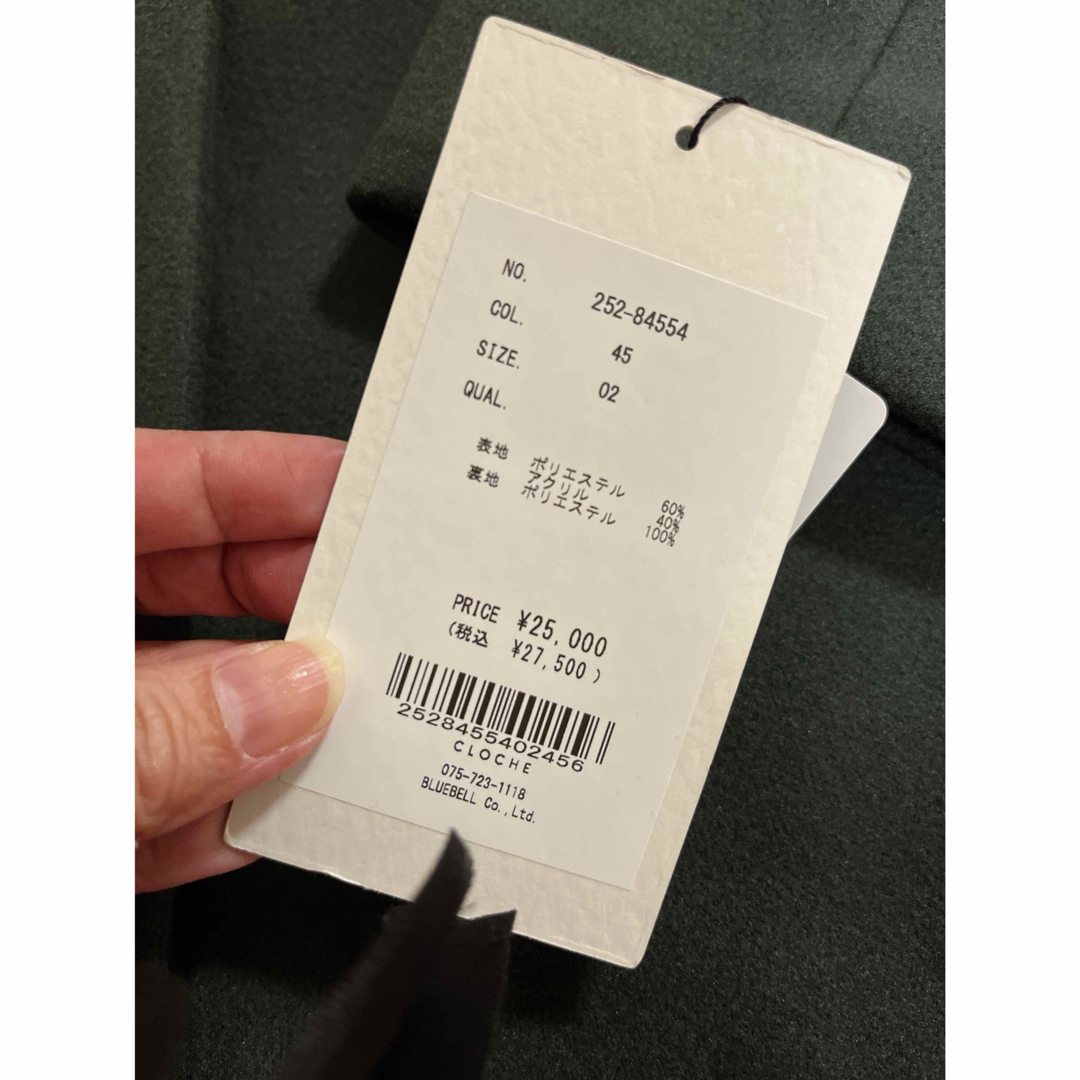 NO. 252-84554
COL. 45
SIZE. 02
QUAL.
表地 ポリエステル 60%
アクリル 40%
裏地 ポリエステル 100%
PRICE ¥25,000
(税込 ¥27,500)
2528455402456
CLOCHE
075-723-1118
BLUEBELL Co.,Ltd.